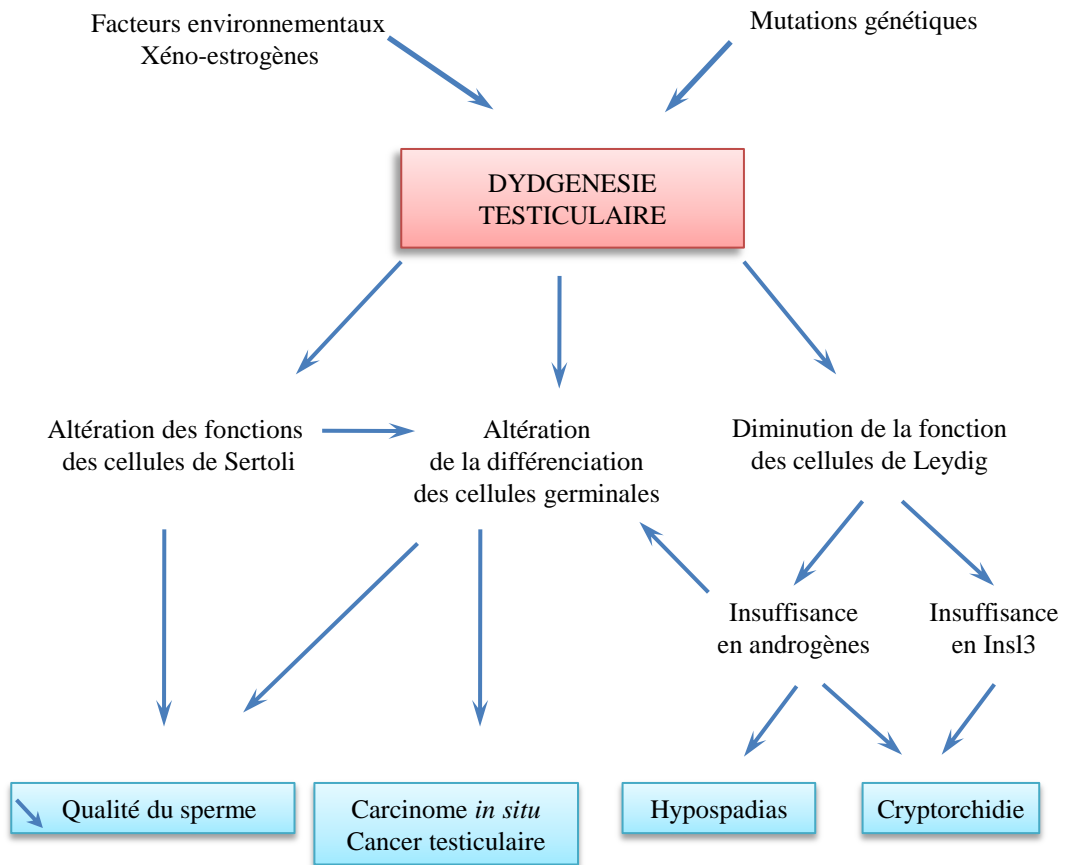 Facteurs environnementaux
Xéno-estrogènes
Mutations génétiques
DYDGENESIE
TESTICULAIRE
Altération des fonctions
des cellules de Sertoli
Altération
de la différenciation
des cellules germinales
Diminution de la fonction
des cellules de Leydig
Insuffisance
en androgènes
Insuffisance
en Insl3
Qualité du sperme
Carcinome in situ
Cancer testiculaire
Hypospadias
Cryptorchidie